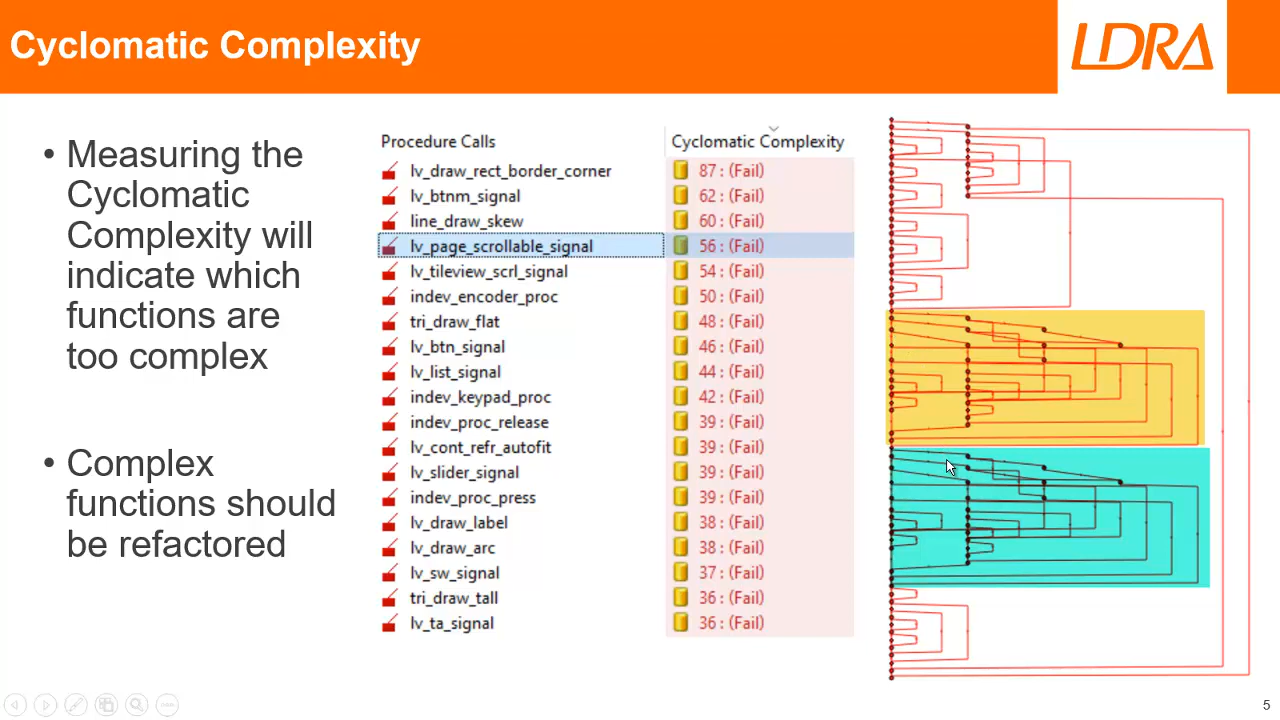 Cyclomatic Complexity
LDRA
• Measuring the
Cyclomatic
Complexity will
indicate which
functions are
too complex
• Complex
functions should
be refactored
Procedure Calls Cyclomatic Complexity
lv_draw_rect_border_corner 87 : (Fail)
lv_btnm_signal 62 : (Fail)
line_draw_skew 60 : (Fail)
lv_page_scrollable_signal 56 : (Fail)
lv_tileview_scrl_signal 54 : (Fail)
indev_encoder_proc 50 : (Fail)
tri_draw_flat 48 : (Fail)
lv_btn_signal 46 : (Fail)
lv_list_signal 44 : (Fail)
indev_keypad_proc 42 : (Fail)
indev_proc_release 39 : (Fail)
lv_cont_refr_autofit 39 : (Fail)
lv_slider_signal 39 : (Fail)
indev_proc_press 39 : (Fail)
lv_draw_label 38 : (Fail)
lv_draw_arc 38 : (Fail)
lv_sw_signal 37 : (Fail)
tri_draw_tall 36 : (Fail)
lv_ta_signal 36 : (Fail)
5